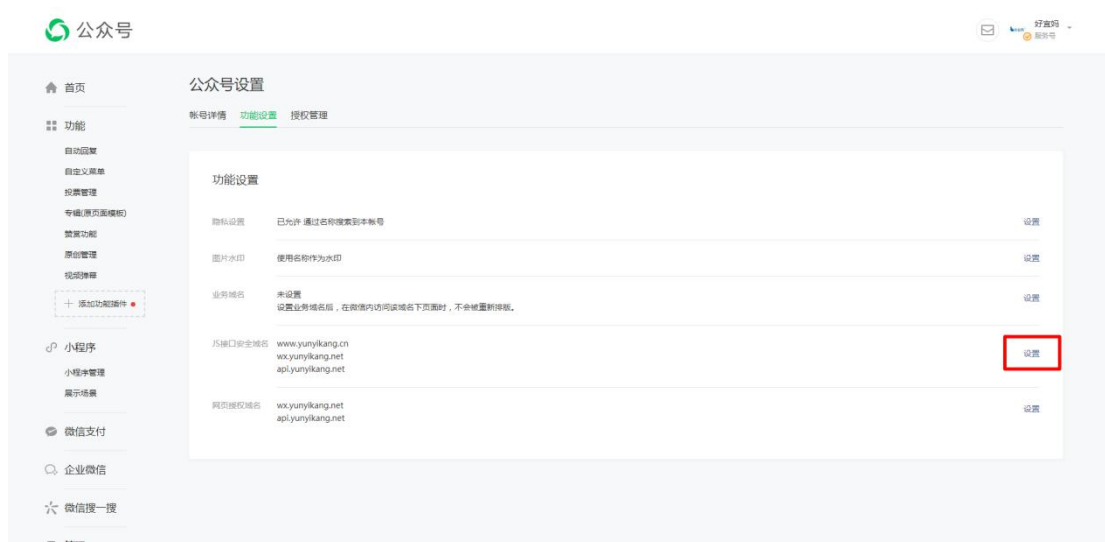 公众号
好宜妈
服务号
首页
功能
自动回复
自定义菜单
投票管理
专辑(原页面模板)
赞赏功能
原创管理
视频弹幕
添加功能插件
小程序
小程序管理
展示场景
微信支付
企业微信
微信搜一搜
公众号设置
帐号详情 功能设置 授权管理
功能设置
隐私设置 已允许 通过名称搜索到本帐号 设置
图片水印 使用名称作为水印 设置
业务域名 未设置 设置
设置业务域名后，在微信内访问该域名下页面时，不会被重新排版。
JS接口安全域名 www.yunyikang.cn 设置
wx.yunyikang.net
api.yunyikang.net
网页授权域名 wx.yunyikang.net 设置
api.yunyikang.net